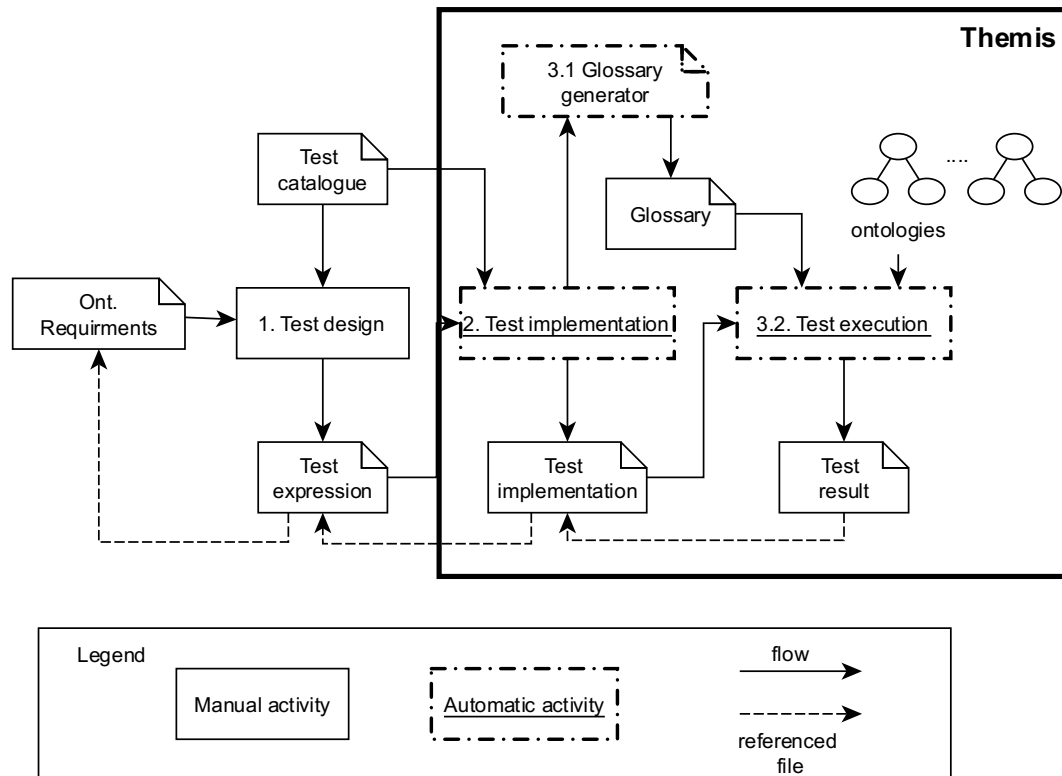 Themis
3.1 Glossary
generator
Test
catalogue
Glossary
....
ontologies
Ont.
Requirments
1. Test design
2. Test implementation
3.2. Test execution
Test
expression
Test
implementation
Test
result
Legend
Manual activity
Automatic activity
flow
referenced
file